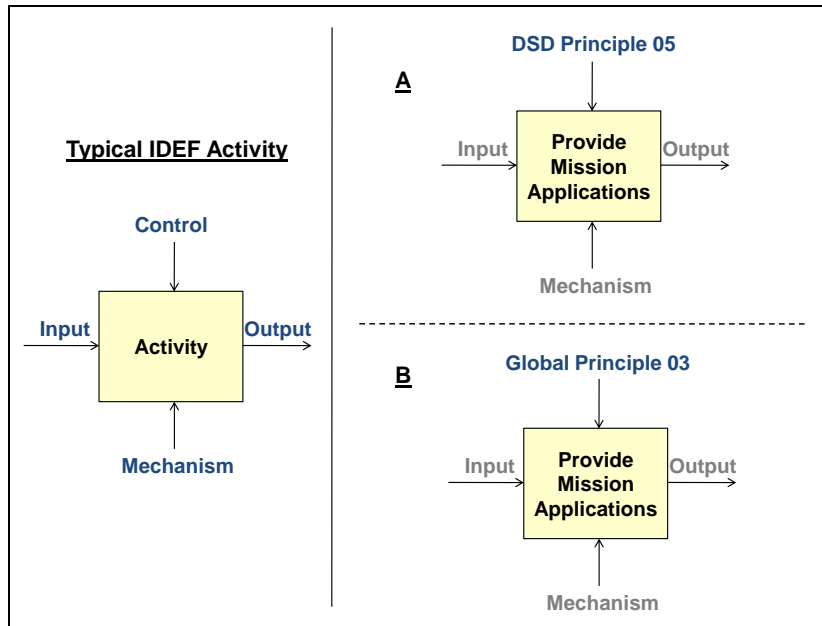 Typical IDEF Activity
Control
Input
Output
Activity
Mechanism
A
DSD Principle 05
Input
Output
Provide
Mission
Applications
Mechanism
B
Global Principle 03
Input
Output
Provide
Mission
Applications
Mechanism